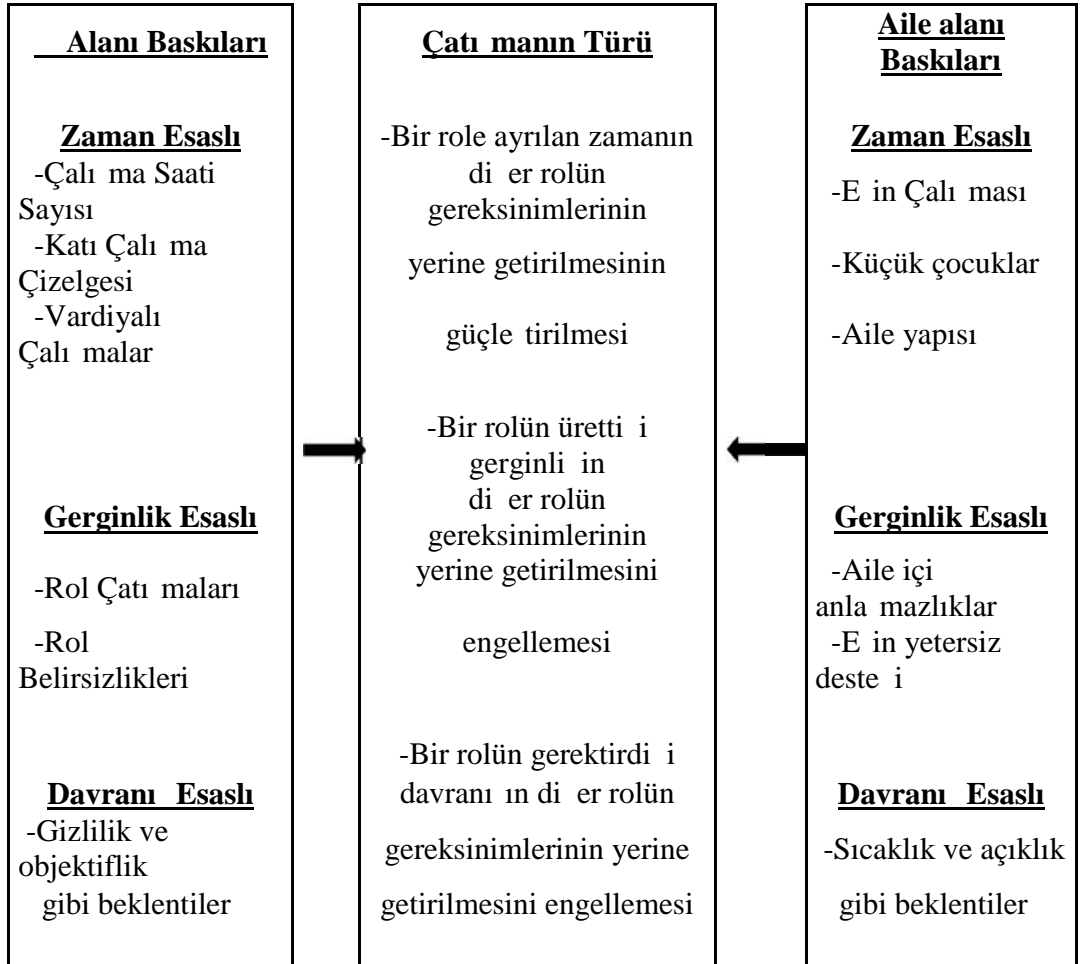 Alanı Baskıları
Zaman Esaslı
-Çalı ma Saati
Sayısı
-Katı Çalı ma
Çizelgesi
-Vardiyalı
Çalı malar
Gerginlik Esaslı
-Rol Çatı maları
-Rol
Belirsizlikleri
Davranı Esaslı
-Gizlilik ve
objektiflik
gibi beklentiler
Çatı manın Türü
-Bir role ayrılan zamanın
di er rolün
gereksinimlerinin
yerine getirilmesinin
güçle tirilmesi
-Bir rolün üretti i
gerginli in
di er rolün
gereksinimlerinin
yerine getirilmesini
engellemesi
-Bir rolün gerektirdi i
davranı ın di er rolün
gereksinimlerinin yerine
getirilmesini engellemesi
Aile alanı
Baskıları
Zaman Esaslı
-E in Çalı ması
-Küçük çocuklar
-Aile yapısı
Gerginlik Esaslı
-Aile içi
anla mazlıklar
-E in yetersiz
deste i
Davranı Esaslı
-Sıcaklık ve açıklık
gibi beklentiler